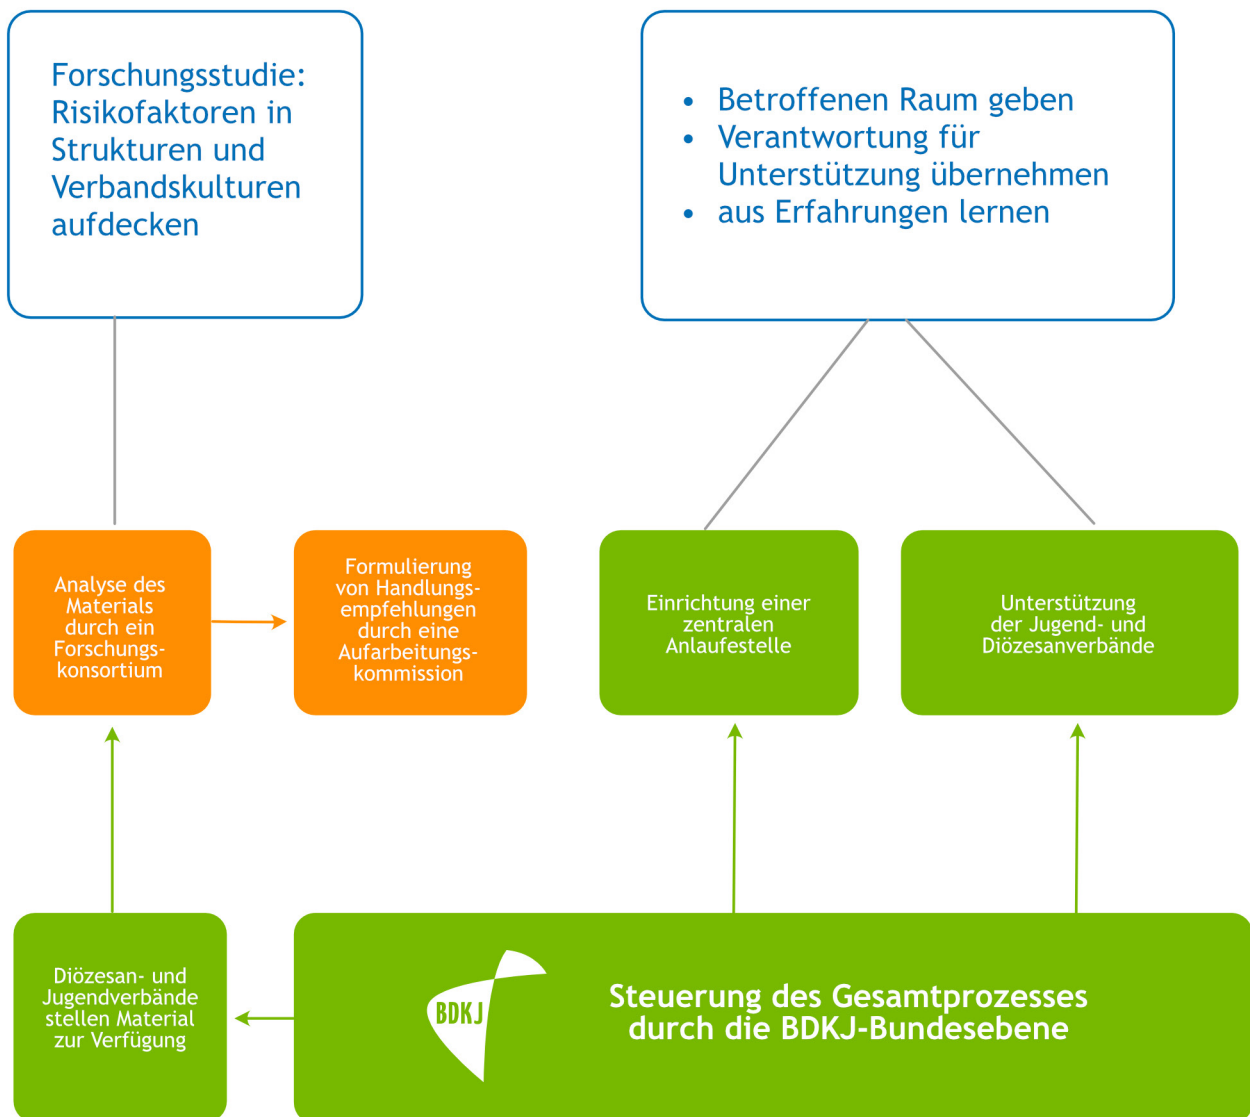 Forschungsstudie:
Risikofaktoren in
Strukturen und
Verbandskulturen
aufdecken
• Betroffenen Raum geben
• Verantwortung für
Unterstützung übernehmen
• aus Erfahrungen lernen
Analyse des
Materials
durch ein
Forschungs-
konsortium
Formulierung
von Handlungs-
empfehlungen
durch eine
Aufarbeitungs-
kommission
Einrichtung einer
zentralen
Anlaufestelle
Unterstützung
der Jugend- und
Diözesanverbände
Diözesan- und
Jugendverbände
stellen Material
zur Verfügung
BDKJ
Steuerung des Gesamtprozesses
durch die BDKJ-Bundesebene